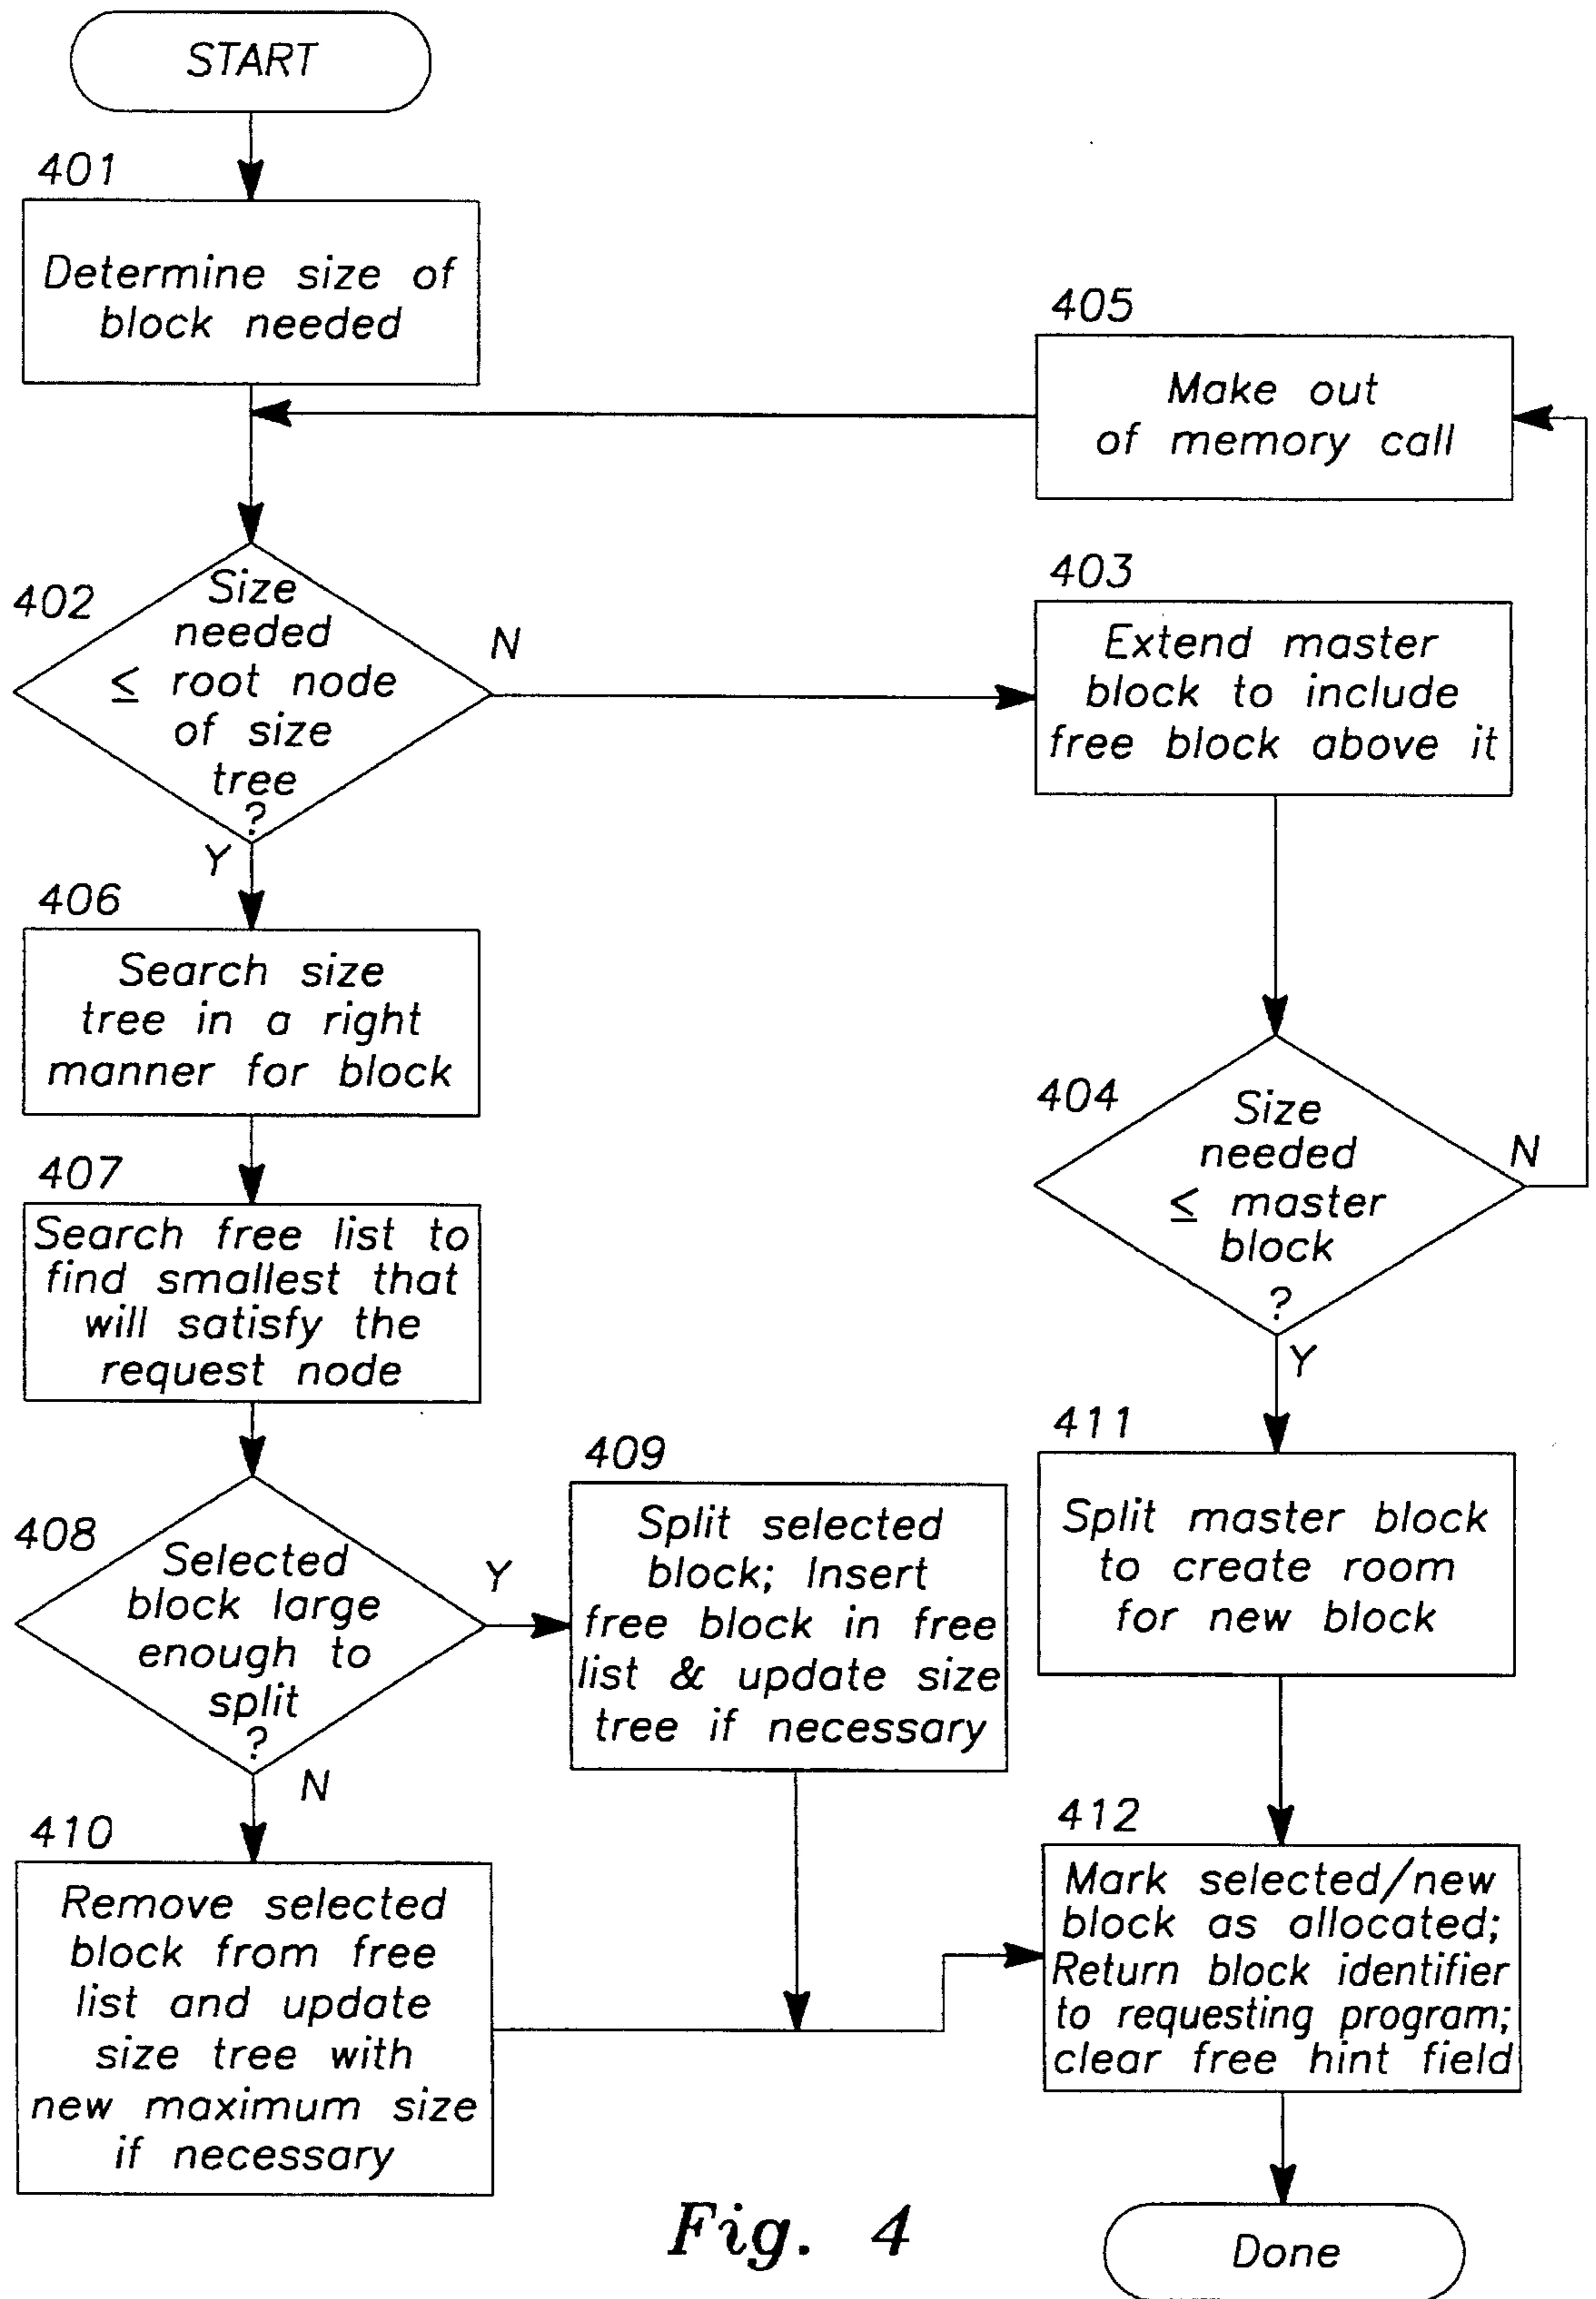 START
401
Determine size of
block needed
405
Make out
of memory call
402
Size
needed
≤ root node
of size
tree
?
N
Y
403
Extend master
block to include
free block above it
406
Search size
tree in a right
manner for block
404
Size
needed
≤ master
block
?
N
Y
407
Search free list to
find smallest that
will satisfy the
request node
408
Selected
block large
enough to
split
?
Y
N
409
Split selected
block; Insert
free block in free
list & update size
tree if necessary
411
Split master block
to create room
for new block
410
Remove selected
block from free
list and update
size tree with
new maximum size
if necessary
412
Mark selected/new
block as allocated;
Return block identifier
to requesting program;
clear free hint field
Done
Fig. 4